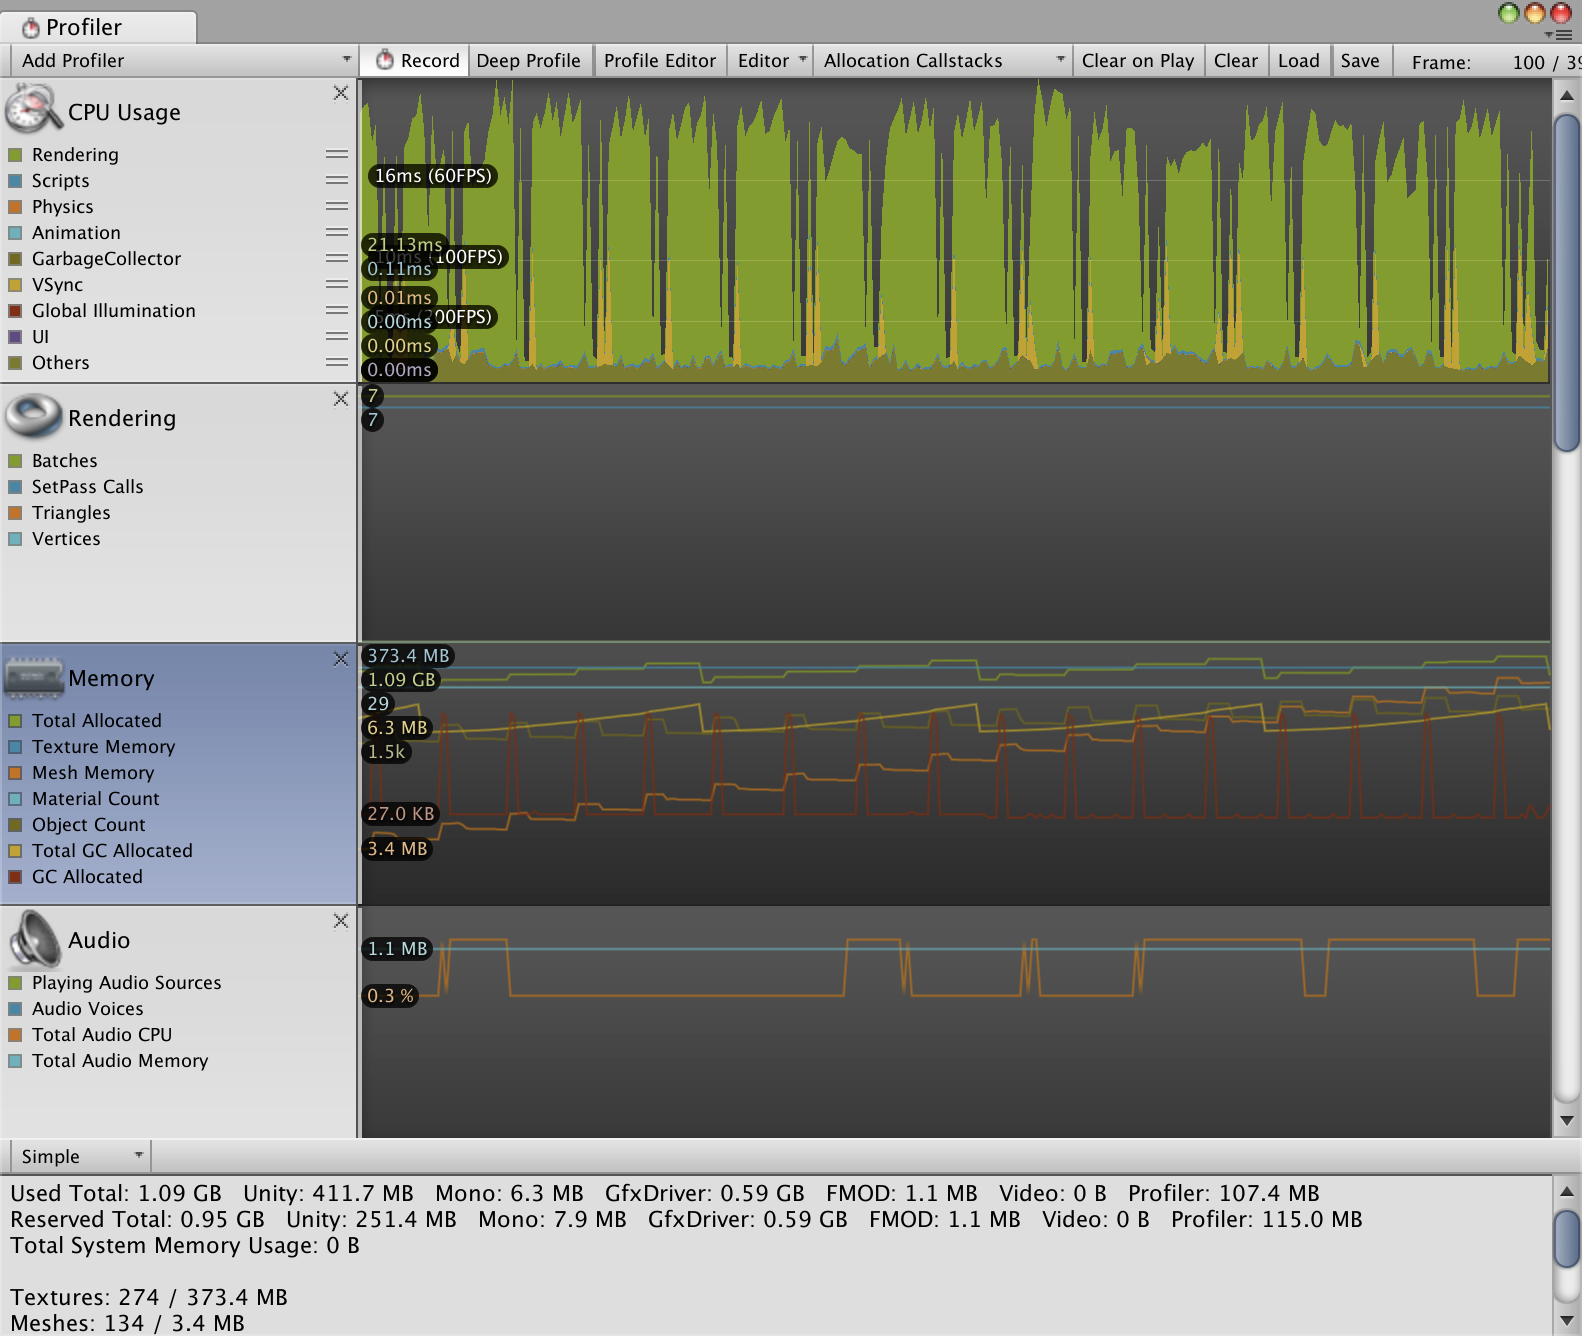 Profiler
Add Profiler Record Deep Profile Profile Editor Editor Allocation Callstacks Clear on Play Clear Load Save Frame: 100 / 39
CPU Usage
Rendering
Scripts
Physics
Animation
GarbageCollector
VSync
Global Illumination
UI
Others
16ms (60FPS)
21.13ms
10ms (100FPS)
0.11ms
0.01ms
(200FPS)
0.00ms
0.00ms
0.00ms
Rendering
Batches
SetPass Calls
Triangles
Vertices
7
7
Memory
Total Allocated
Texture Memory
Mesh Memory
Material Count
Object Count
Total GC Allocated
GC Allocated
373.4 MB
1.09 GB
29
6.3 MB
1.5k
27.0 KB
3.4 MB
Audio
Playing Audio Sources
Audio Voices
Total Audio CPU
Total Audio Memory
1.1 MB
0.3 %
Simple
Used Total: 1.09 GB Unity: 411.7 MB Mono: 6.3 MB GfxDriver: 0.59 GB FMOD: 1.1 MB Video: 0 B Profiler: 107.4 MB
Reserved Total: 0.95 GB Unity: 251.4 MB Mono: 7.9 MB GfxDriver: 0.59 GB FMOD: 1.1 MB Video: 0 B Profiler: 115.0 MB
Total System Memory Usage: 0 B
Textures: 274 / 373.4 MB
Meshes: 134 / 3.4 MB